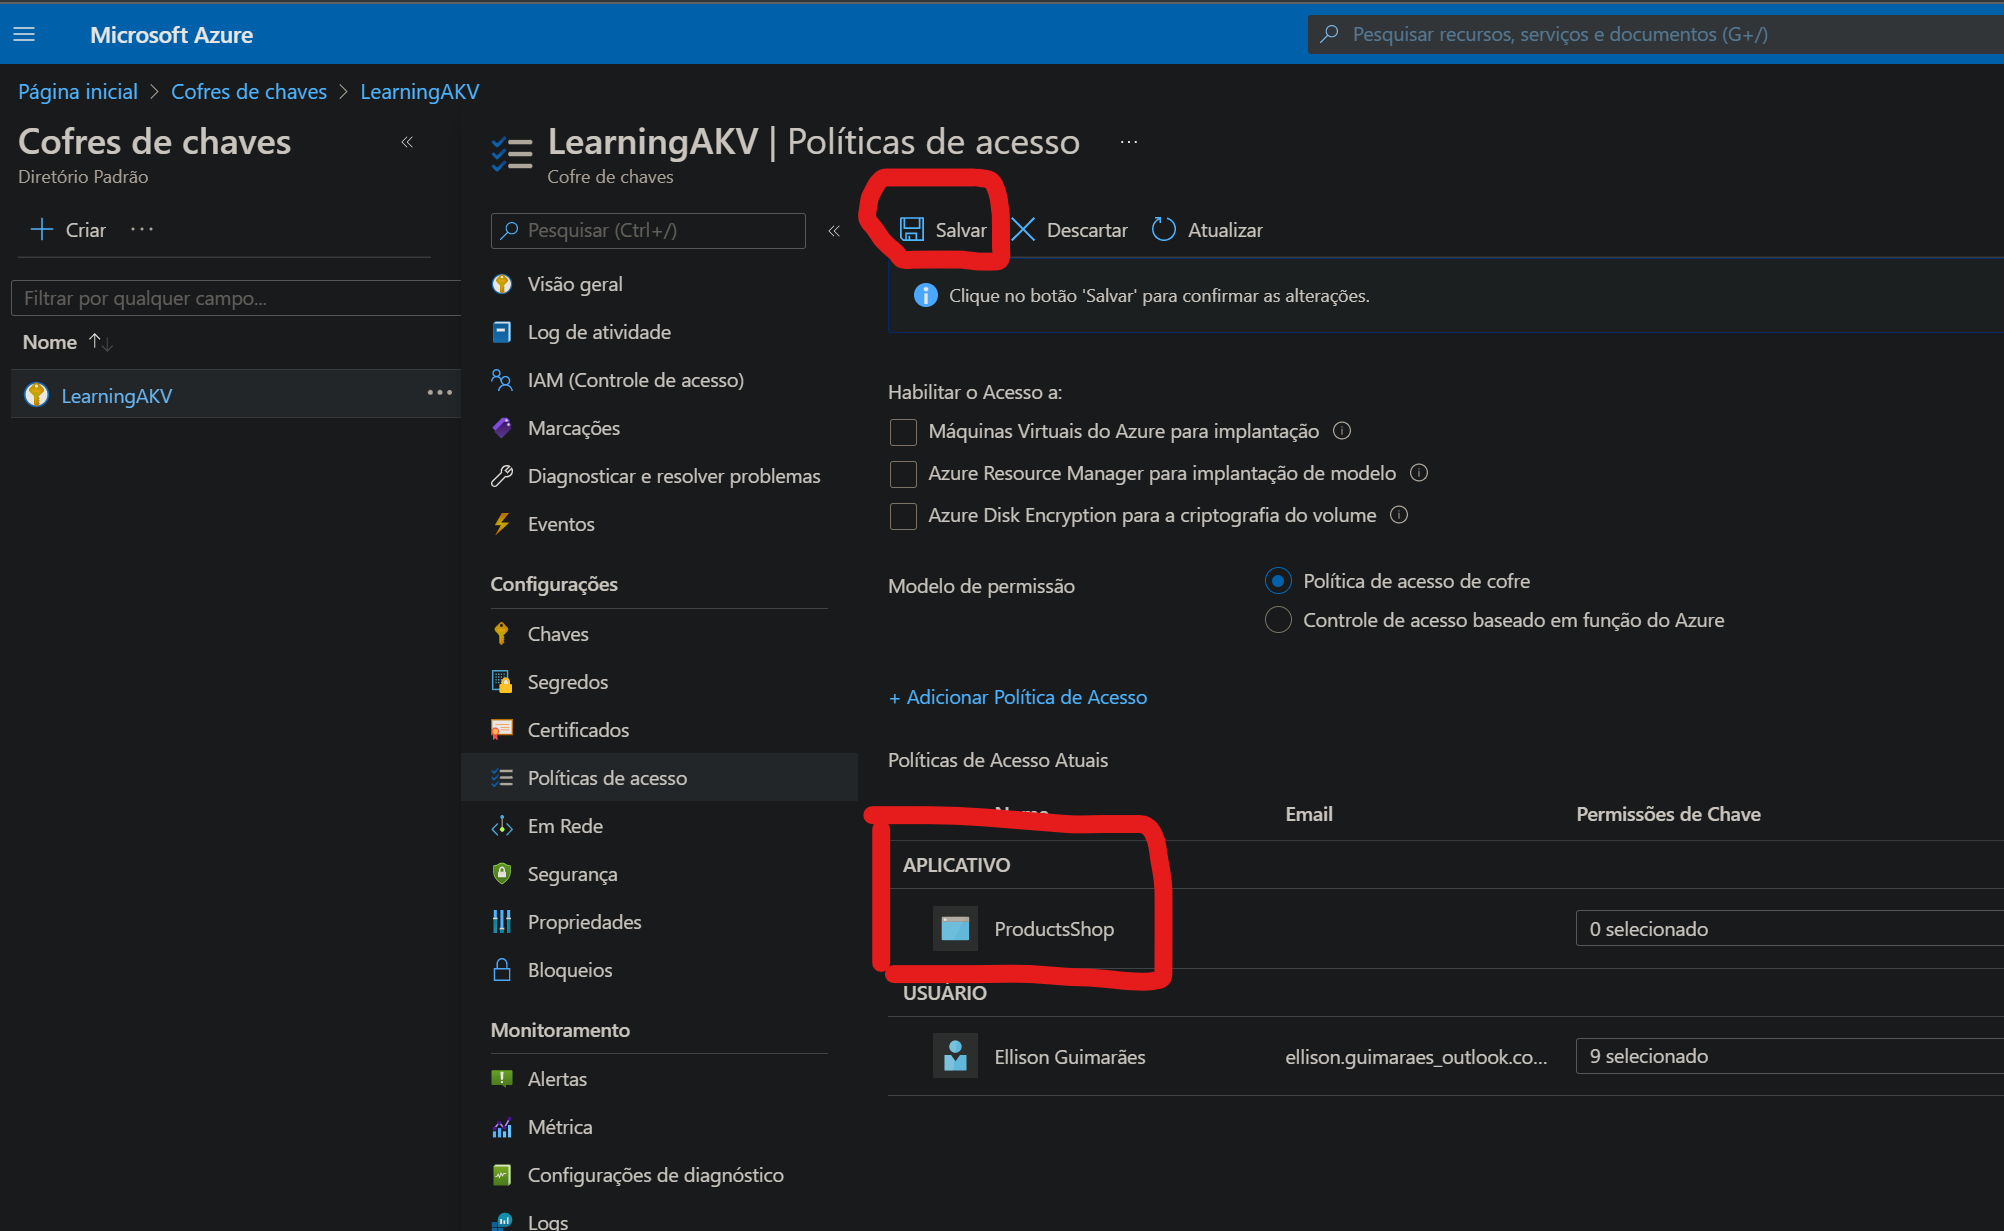 Microsoft Azure
Pesquisar recursos, serviços e documentos (G+/)
Página inicial > Cofres de chaves > LearningAKV
Cofres de chaves
Diretório Padrão
Criar
Filtrar por qualquer campo...
Nome
LearningAKV
LearningAKV | Políticas de acesso
Cofre de chaves
Pesquisar (Ctrl+/)
Visão geral
Log de atividade
IAM (Controle de acesso)
Marcações
Diagnosticar e resolver problemas
Eventos
Configurações
Chaves
Segredos
Certificados
Políticas de acesso
Em Rede
Segurança
Propriedades
Bloqueios
Monitoramento
Alertas
Métrica
Configurações de diagnóstico
Logs
Salvar Descartar Atualizar
Clique no botão 'Salvar' para confirmar as alterações.
Habilitar o Acesso a:
Máquinas Virtuais do Azure para implantação
Azure Resource Manager para implantação de modelo
Azure Disk Encryption para a criptografia do volume
Modelo de permissão
Política de acesso de cofre
Controle de acesso baseado em função do Azure
+ Adicionar Política de Acesso
Políticas de Acesso Atuais
Email Permissões de Chave
APLICATIVO
ProductsShop 0 selecionado
USUÁRIO
Ellison Guimarães ellison.guimaraes_outlook.co... 9 selecionado